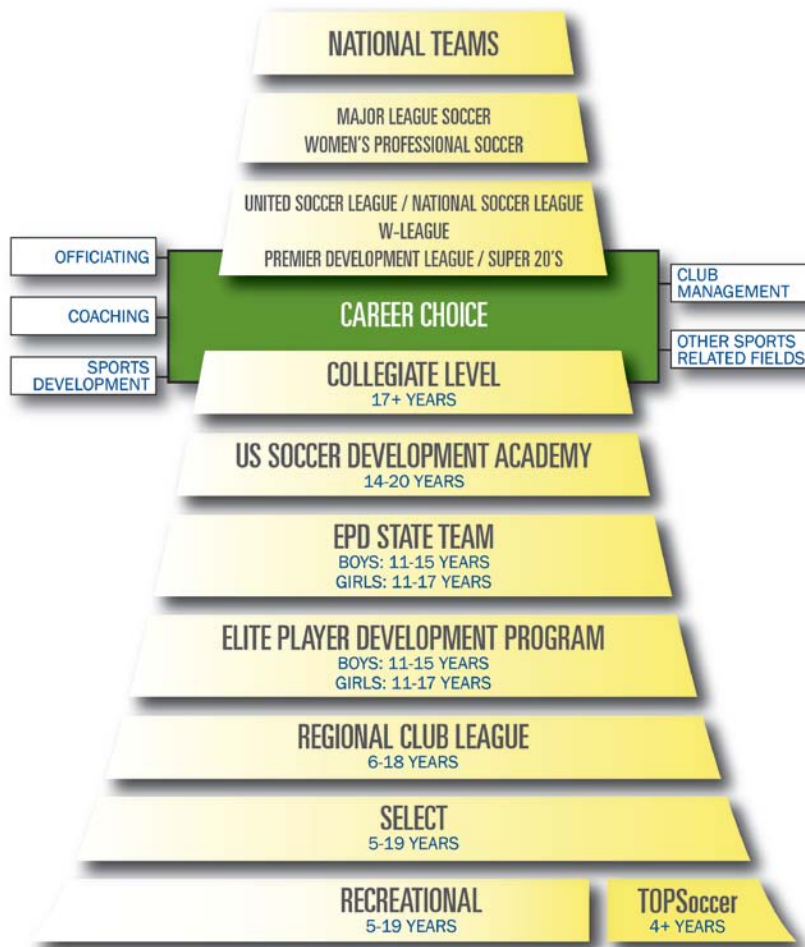 NATIONAL TEAMS
MAJOR LEAGUE SOCCER
WOMEN'S PROFESSIONAL SOCCER
UNITED SOCCER LEAGUE / NATIONAL SOCCER LEAGUE
W-LEAGUE
PREMIER DEVELOPMENT LEAGUE / SUPER 20'S
OFFICIATING
COACHING
SPORTS
DEVELOPMENT
CAREER CHOICE
CLUB
MANAGEMENT
OTHER SPORTS
RELATED FIELDS
COLLEGIATE LEVEL
17+ YEARS
US SOCCER DEVELOPMENT ACADEMY
14-20 YEARS
EPD STATE TEAM
BOYS: 11-15 YEARS
GIRLS: 11-17 YEARS
ELITE PLAYER DEVELOPMENT PROGRAM
BOYS: 11-15 YEARS
GIRLS: 11-17 YEARS
REGIONAL CLUB LEAGUE
6-18 YEARS
SELECT
5-19 YEARS
RECREATIONAL
5-19 YEARS
TOPSoccer
4+ YEARS